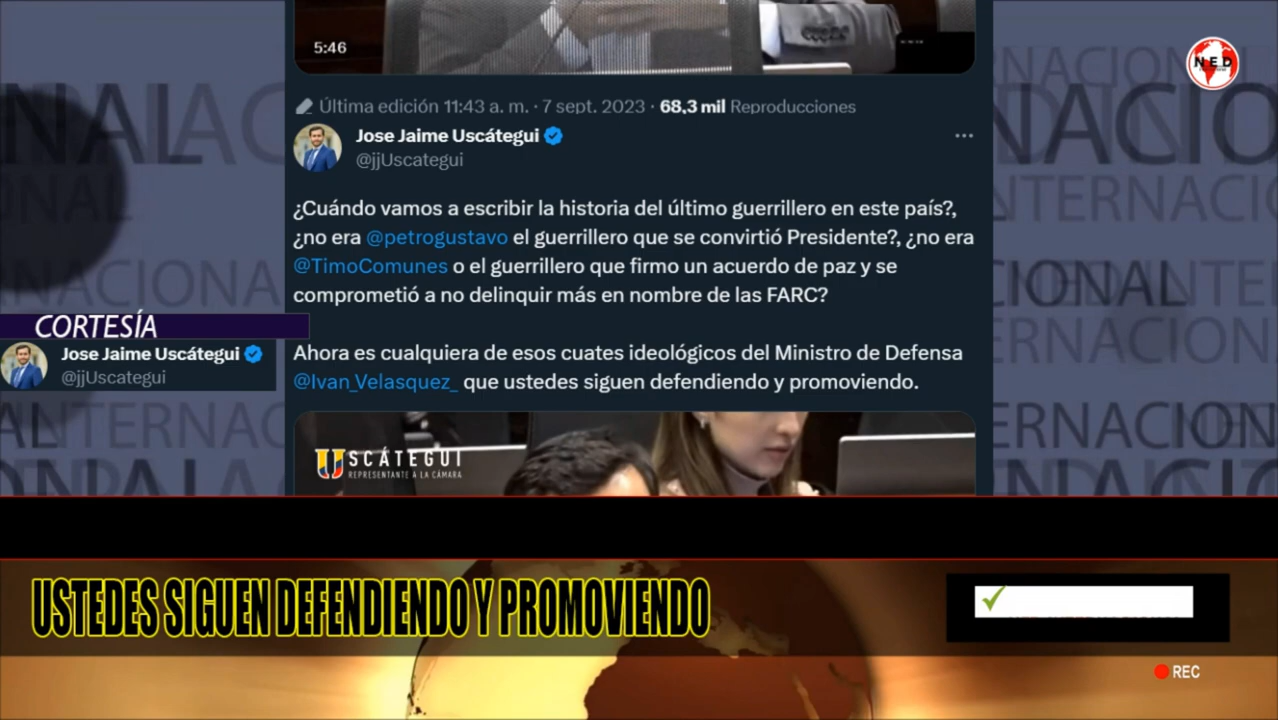 5:46
NED
Última edición 11:43 a. m. · 7 sept. 2023 · 68,3 mil Reproducciones
Jose Jaime Uscátegui
@jjUscategui
¿Cuándo vamos a escribir la historia del último guerrillero en este país?,
¿no era @petrogustavo el guerrillero que se convirtió Presidente?, ¿no era
@TimoComunes o el guerrillero que firmo un acuerdo de paz y se
comprometió a no delinquir más en nombre de las FARC?
Ahora es cualquiera de esos cuates ideológicos del Ministro de Defensa
@Ivan_Velasquez_ que ustedes siguen defendiendo y promoviendo.
CORTESÍA
Jose Jaime Uscátegui
@jjUscategui
USCÁTEGUI
REPRESENTANTE A LA CÁMARA
USTEDES SIGUEN DEFENDIENDO Y PROMOVIENDO
REC